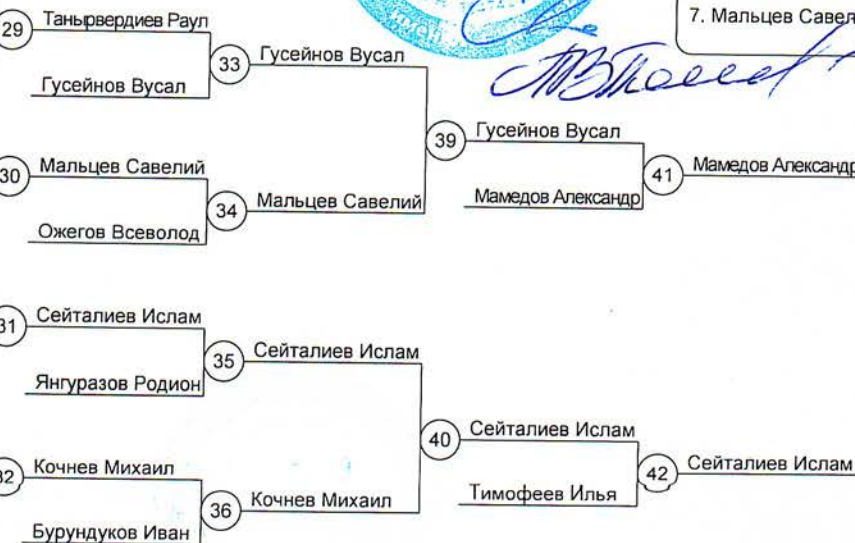 29 Танырвердиев Раул
Гусейнов Вусал
33 Гусейнов Вусал
30 Мальцев Савелий
Ожегов Всеволод
34 Мальцев Савелий
39 Гусейнов Вусал
Мамедов Александр
41 Мамедов Александр
7. Мальцев Савел
31 Сейталиев Ислам
Янгуразов Родион
35 Сейталиев Ислам
32 Кочнев Михаил
Бурундуков Иван
36 Кочнев Михаил
40 Сейталиев Ислам
Тимофеев Илья
42 Сейталиев Ислам